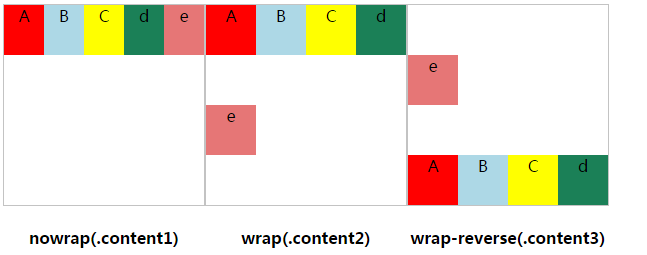 A B C d e
A B C d
e
e
A B C d
nowrap(.content1)
wrap(.content2)
wrap-reverse(.content3)